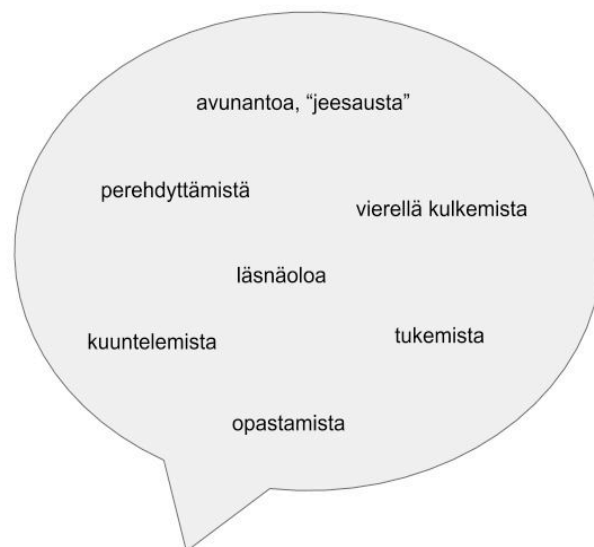 avunantoa, “jeesausta”
perehdyttämistä
vierellä kulkemista
läsnäoloa
kuuntelemista
tukemista
opastamista